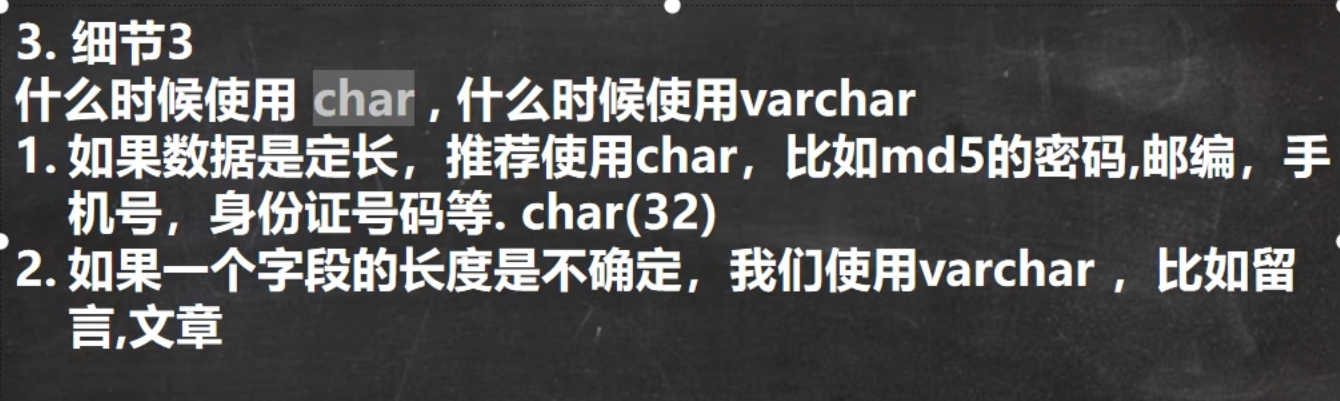 3. 细节3
什么时候使用 char , 什么时候使用varchar
1. 如果数据是定长，推荐使用char，比如md5的密码,邮编，手
机号，身份证号码等. char(32)
2. 如果一个字段的长度是不确定，我们使用varchar ，比如留
言,文章